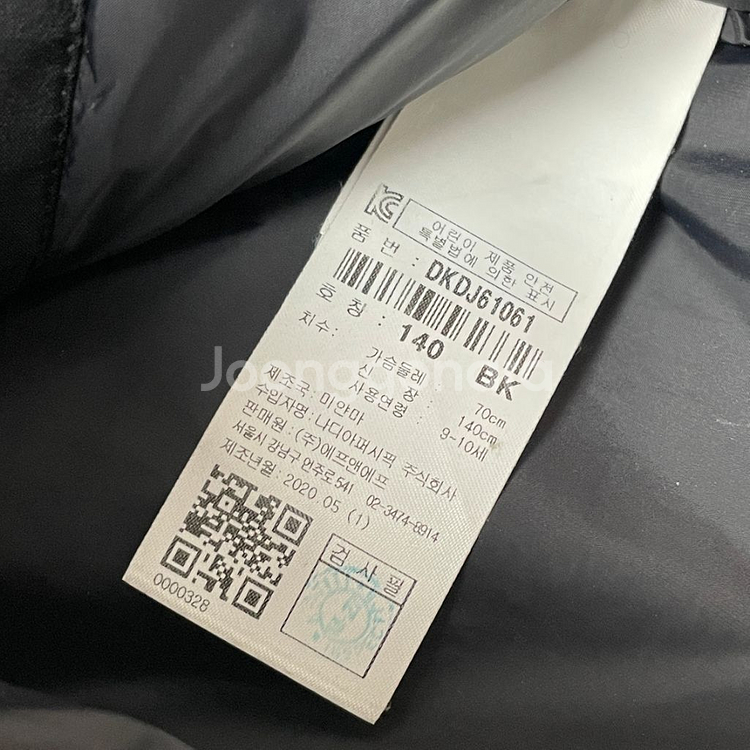 어린이 제품 안전
특별법에 의한 표시
품 번 : DKDJ61061
호 칭 : 140 BK
치수: 가슴둘레 : 70cm
신 장 : 140cm
사용연령 : 9-10세
제조국: 미얀마
수입자명: 나디아퍼시픽 주식회사
판매원: (주)에프앤에프
서울시 강남구 언주로541 02-3474-8914
제조년월: 2020.05 (1)
0000328
검 사 필
Joonggonara